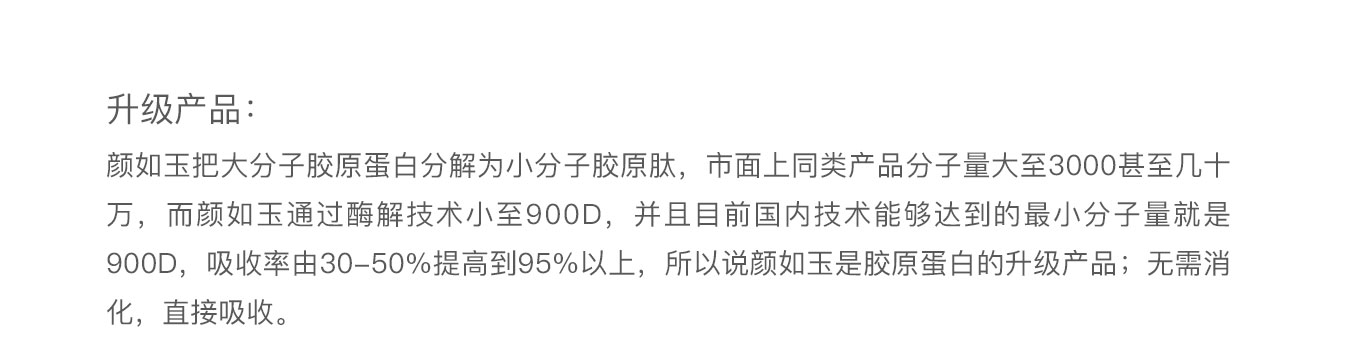 升级产品：
颜如玉把大分子胶原蛋白分解为小分子胶原肽，市面上同类产品分子量大至3000甚至几十
万，而颜如玉通过酶解技术小至900D，并且目前国内技术能够达到的最小分子量就是
900D，吸收率由30-50%提高到95%以上，所以说颜如玉是胶原蛋白的升级产品；无需消
化，直接吸收。